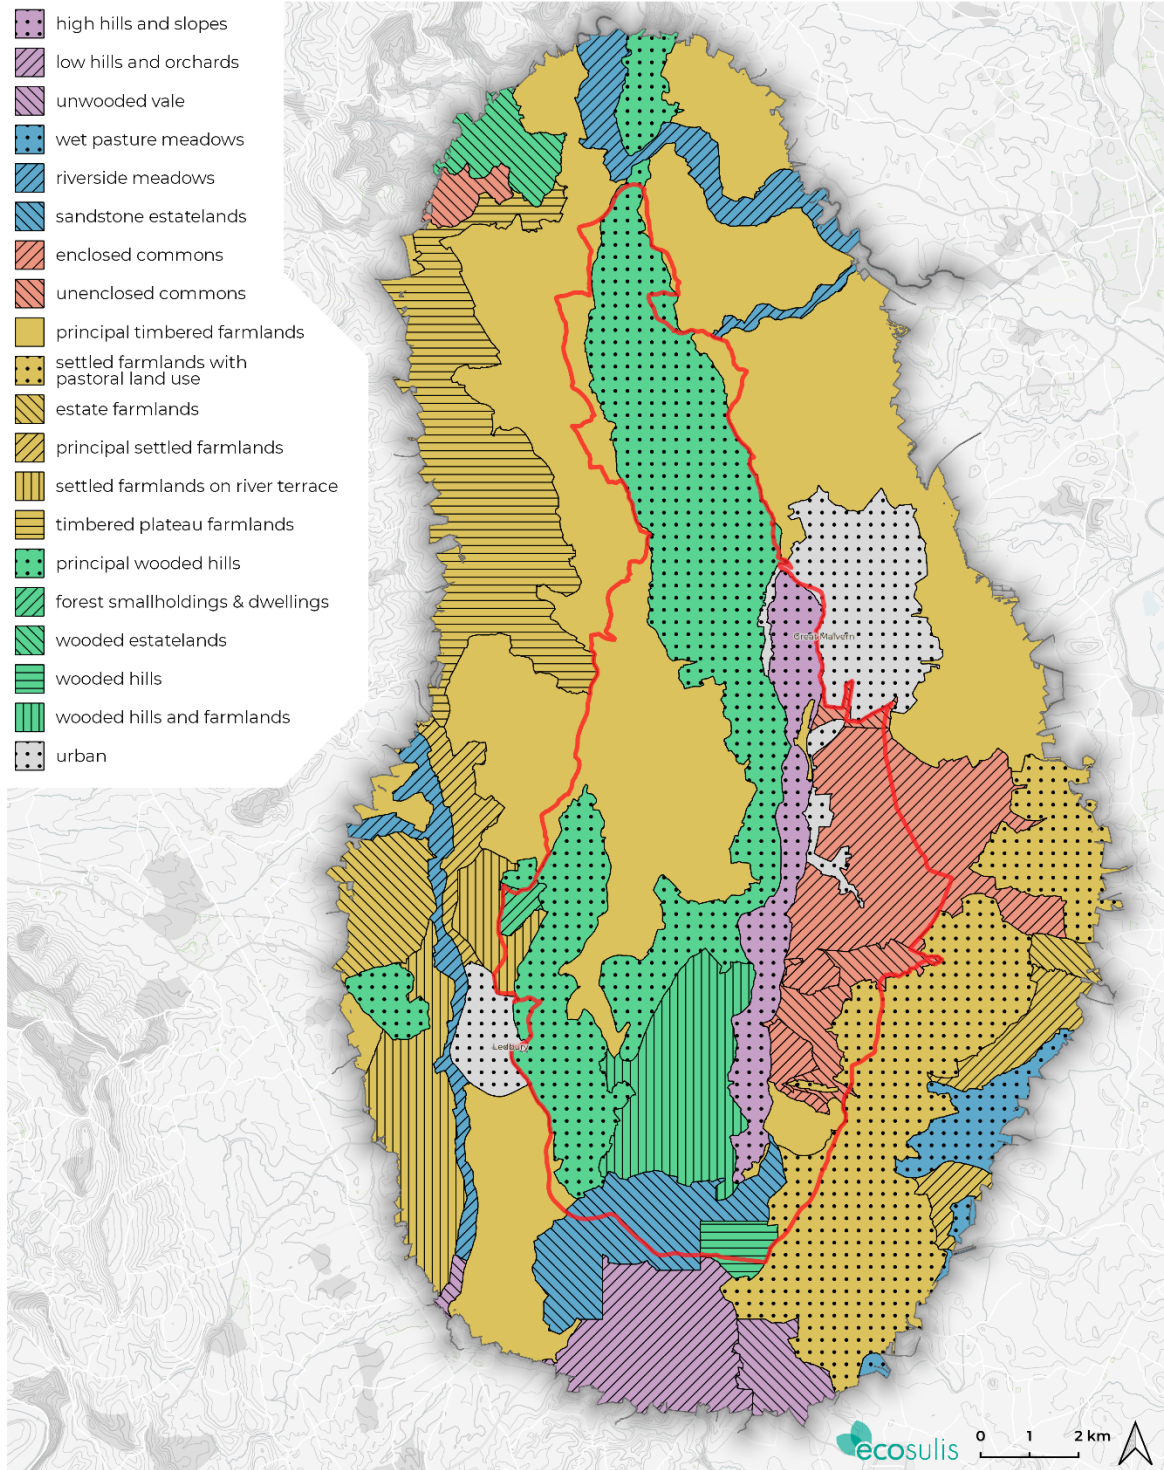 high hills and slopes
low hills and orchards
unwooded vale
wet pasture meadows
riverside meadows
sandstone estatelands
enclosed commons
unenclosed commons
principal timbered farmlands
settled farmlands with
pastoral land use
estate farmlands
principal settled farmlands
settled farmlands on river terrace
timbered plateau farmlands
principal wooded hills
forest smallholdings & dwellings
wooded estatelands
wooded hills
wooded hills and farmlands
urban
Great Malvern
Ledbury
ecosulis
0 1 2 km